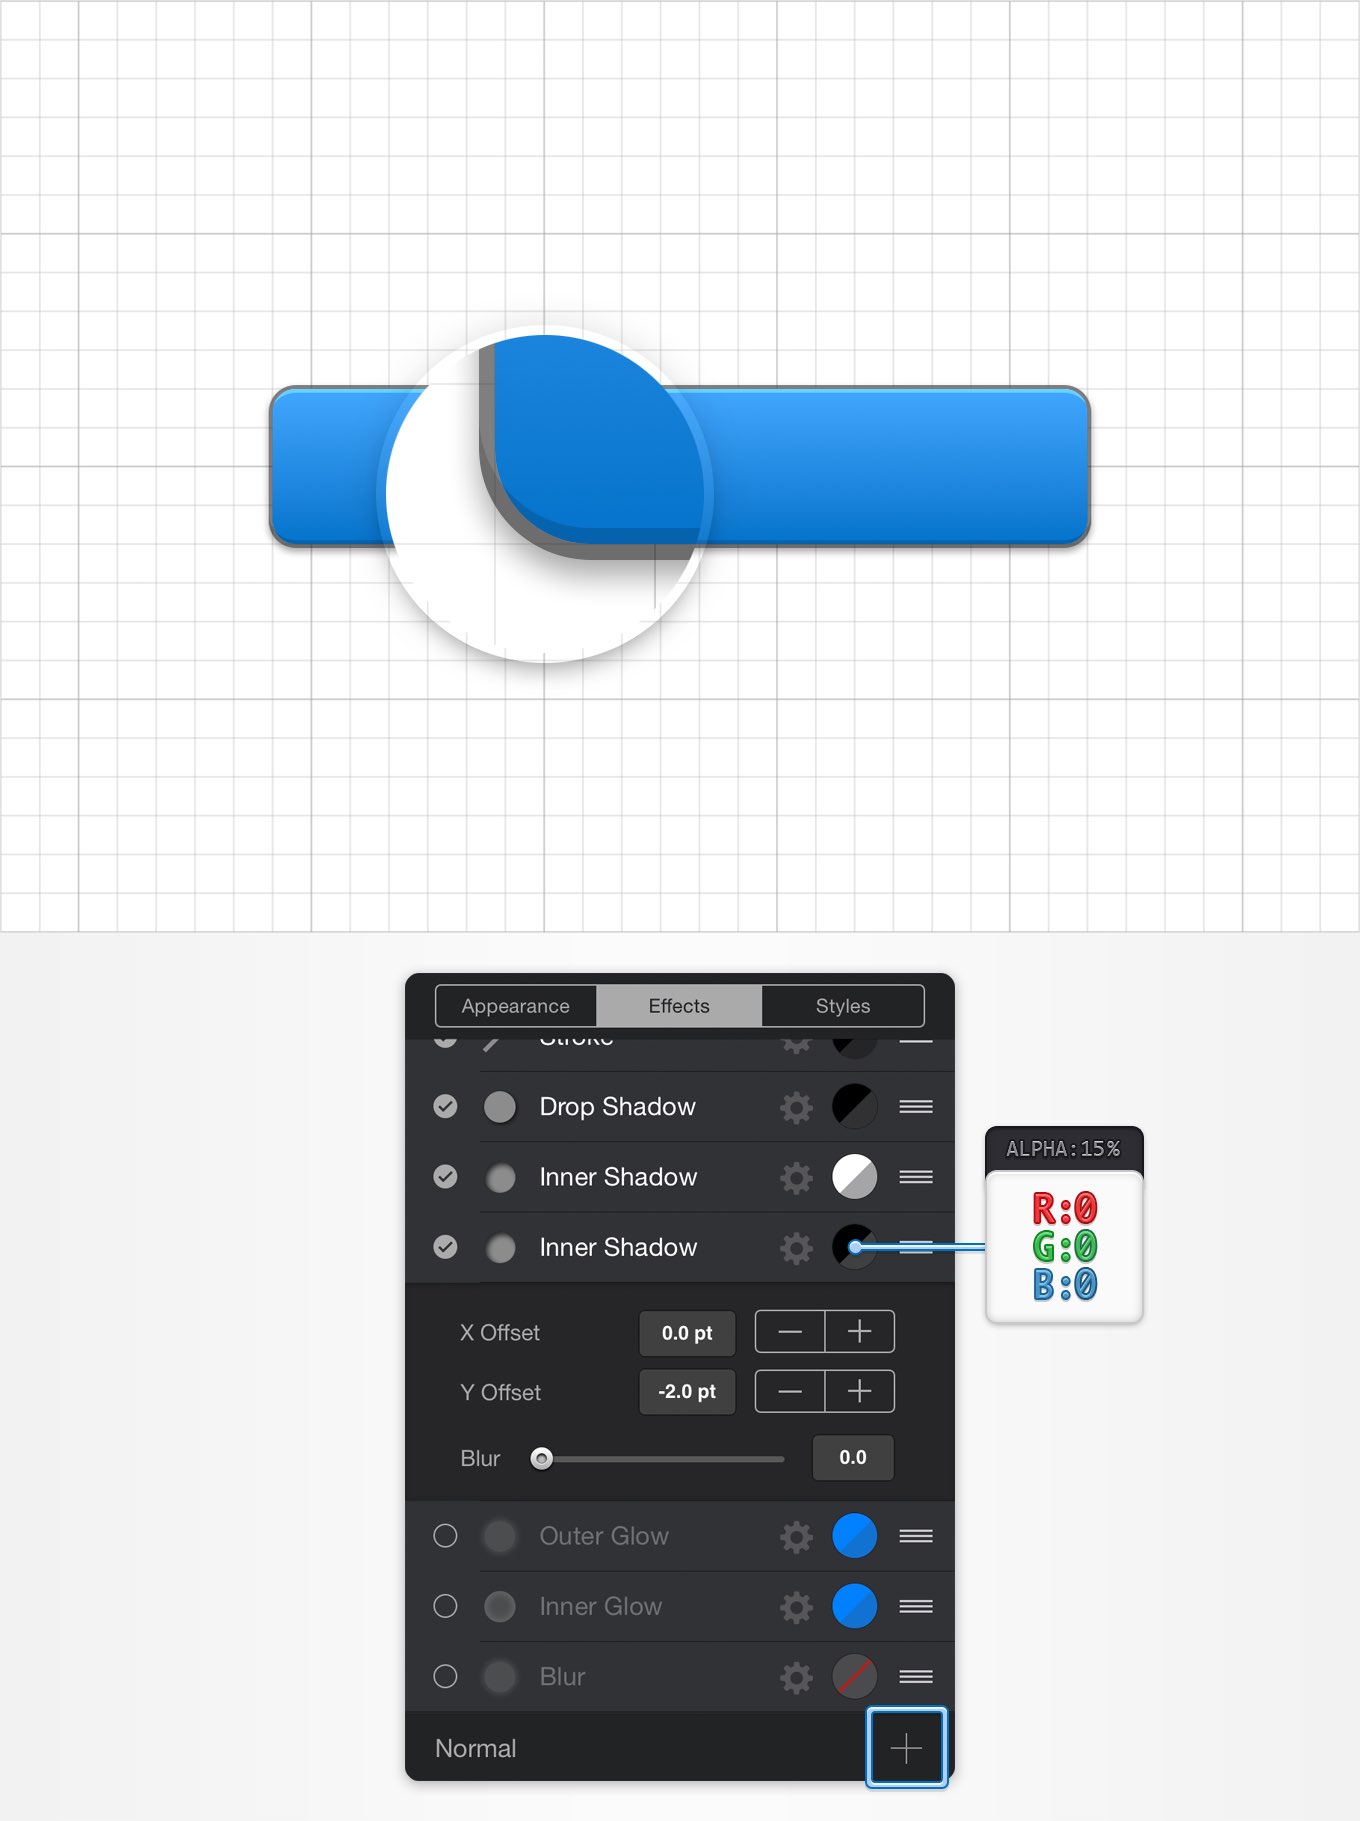 Appearance
Effects
Styles
Stroke
Drop Shadow
Inner Shadow
Inner Shadow
ALPHA:15%
R:0
G:0
B:0
X Offset
0.0 pt
Y Offset
-2.0 pt
Blur
0.0
Outer Glow
Inner Glow
Blur
Normal